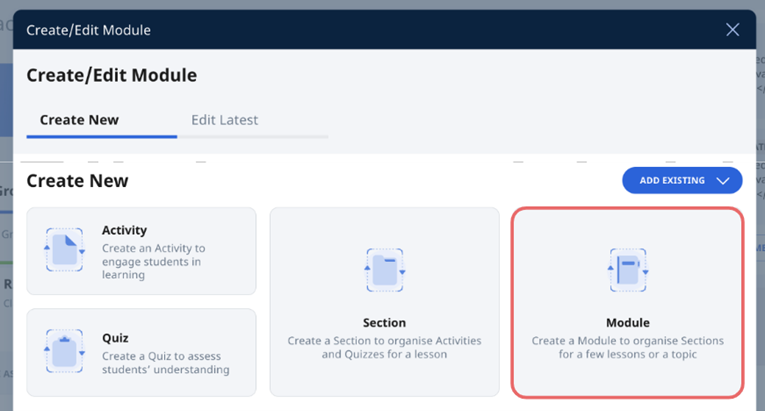 Create/Edit Module
Create/Edit Module
Create New
Edit Latest
Create New
ADD EXISTING
Activity
Create an Activity to
engage students in
learning
Quiz
Create a Quiz to assess
students' understanding
Section
Create a Section to organise Activities
and Quizzes for a lesson
Module
Create a Module to organise Sections
for a few lessons or a topic